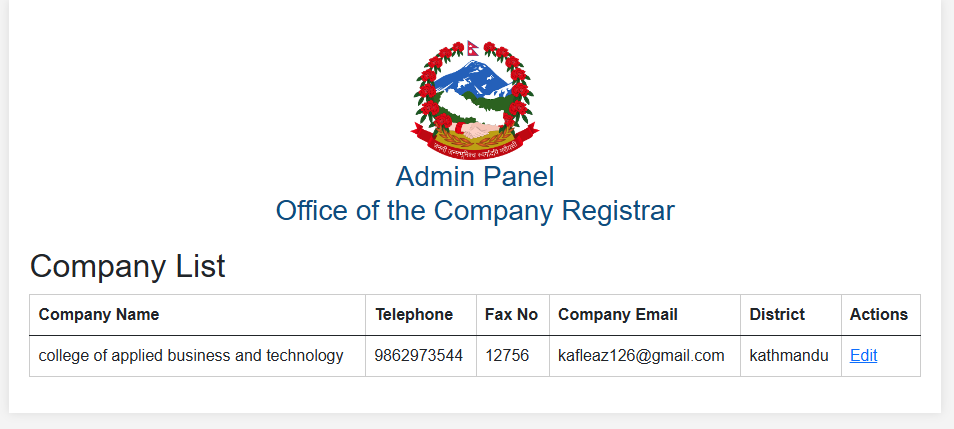 जननी जन्मभूमिश्च स्वर्गादपि गरीयसी
Admin Panel
Office of the Company Registrar
Company List
Company Name Telephone Fax No Company Email District Actions
college of applied business and technology 9862973544 12756 kafleaz126@gmail.com kathmandu Edit